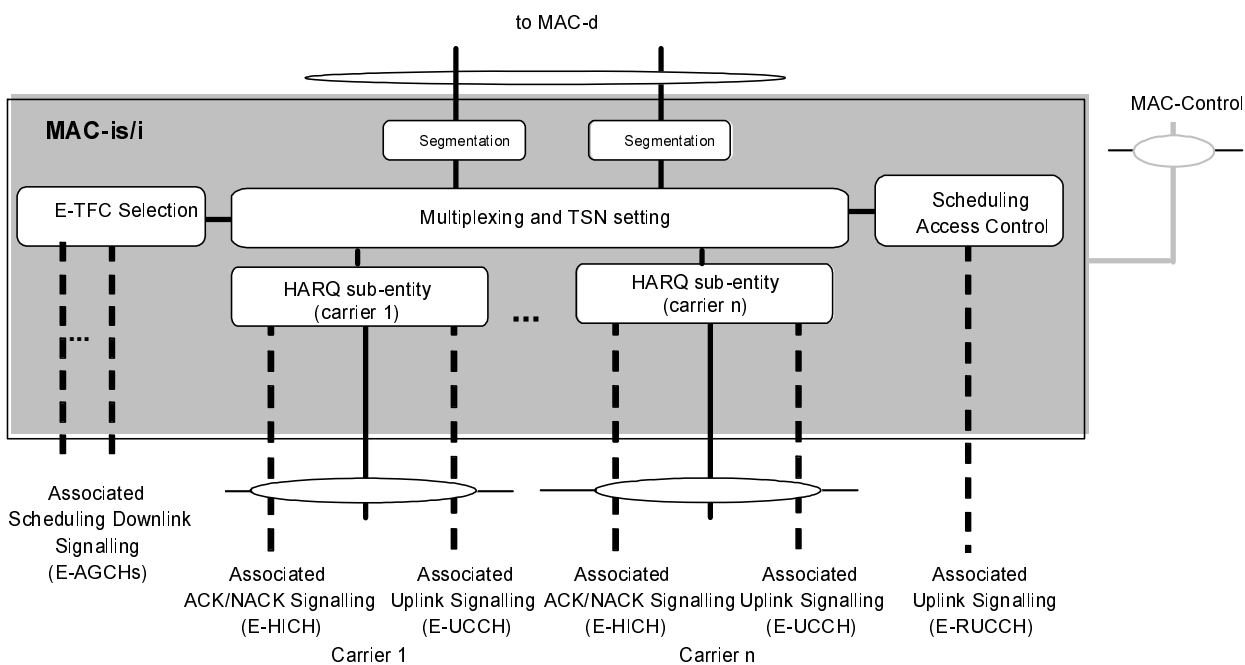 to MAC-d
MAC-Control
MAC-is/i
Segmentation
Segmentation
E-TFC Selection
Multiplexing and TSN setting
Scheduling
Access Control
HARQ sub-entity
(carrier 1)
...
HARQ sub-entity
(carrier n)
...
Associated
Scheduling Downlink
Signalling
(E-AGCHs)
Associated
ACK/NACK Signalling
(E-HICH)
Associated
Uplink Signalling
(E-UCCH)
Carrier 1
Associated
ACK/NACK Signalling
(E-HICH)
Associated
Uplink Signalling
(E-UCCH)
Carrier n
Associated
Uplink Signalling
(E-RUCCH)